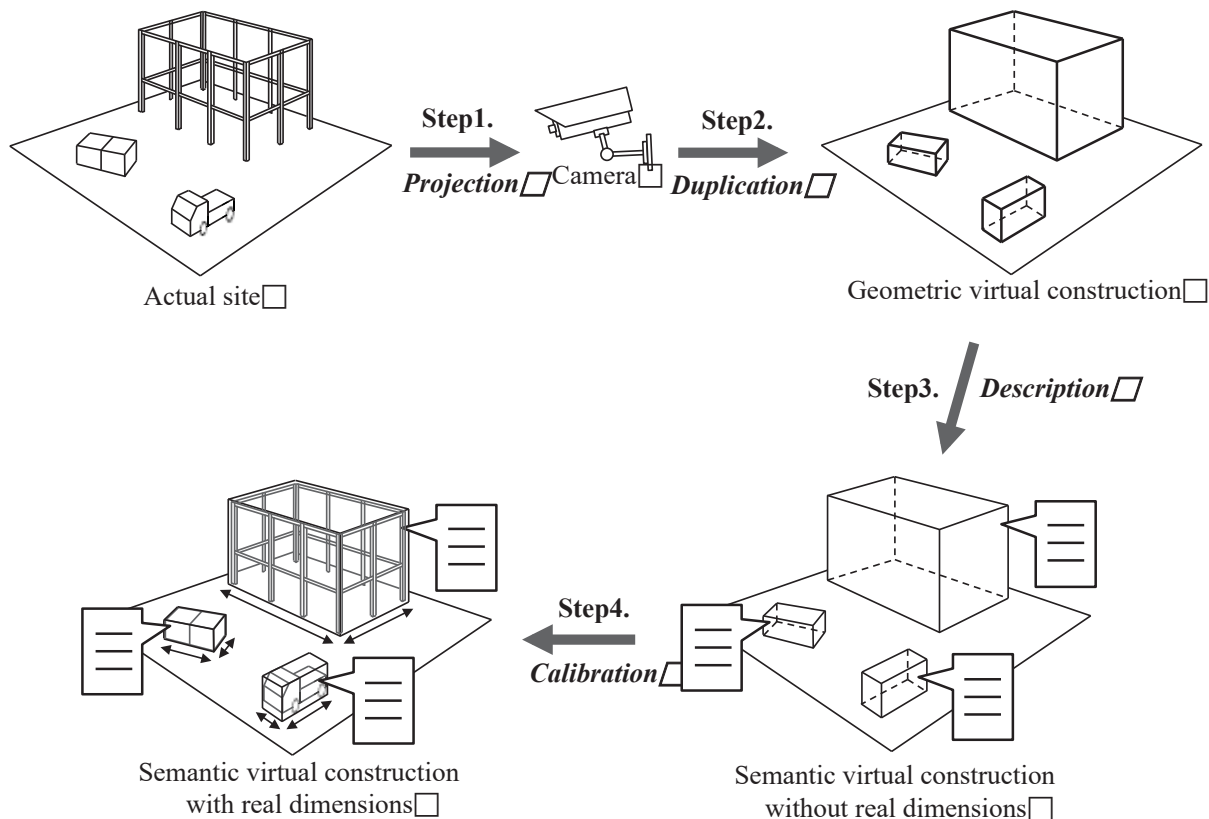 Step1.
Projection
Camera
Step2.
Duplication
Actual site
Geometric virtual construction
Step3.
Description
Step4.
Calibration
Semantic virtual construction
with real dimensions
Semantic virtual construction
without real dimensions